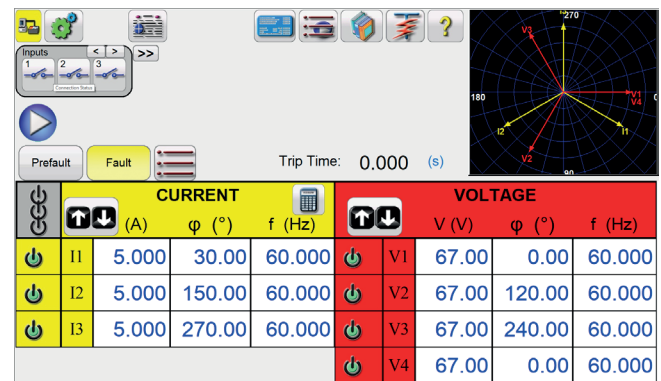 270
V3
I3
Inputs < > >>
1 2 3
Connection Status
180
V1
V4
0
I2
I1
V2
90
Prefault Fault Trip Time: 0.000 (s)
CURRENT VOLTAGE
(A) φ (°) f (Hz) V (V) φ (°) f (Hz)
I1 5.000 30.00 60.000 V1 67.00 0.00 60.000
I2 5.000 150.00 60.000 V2 67.00 120.00 60.000
I3 5.000 270.00 60.000 V3 67.00 240.00 60.000
V4 67.00 0.00 60.000